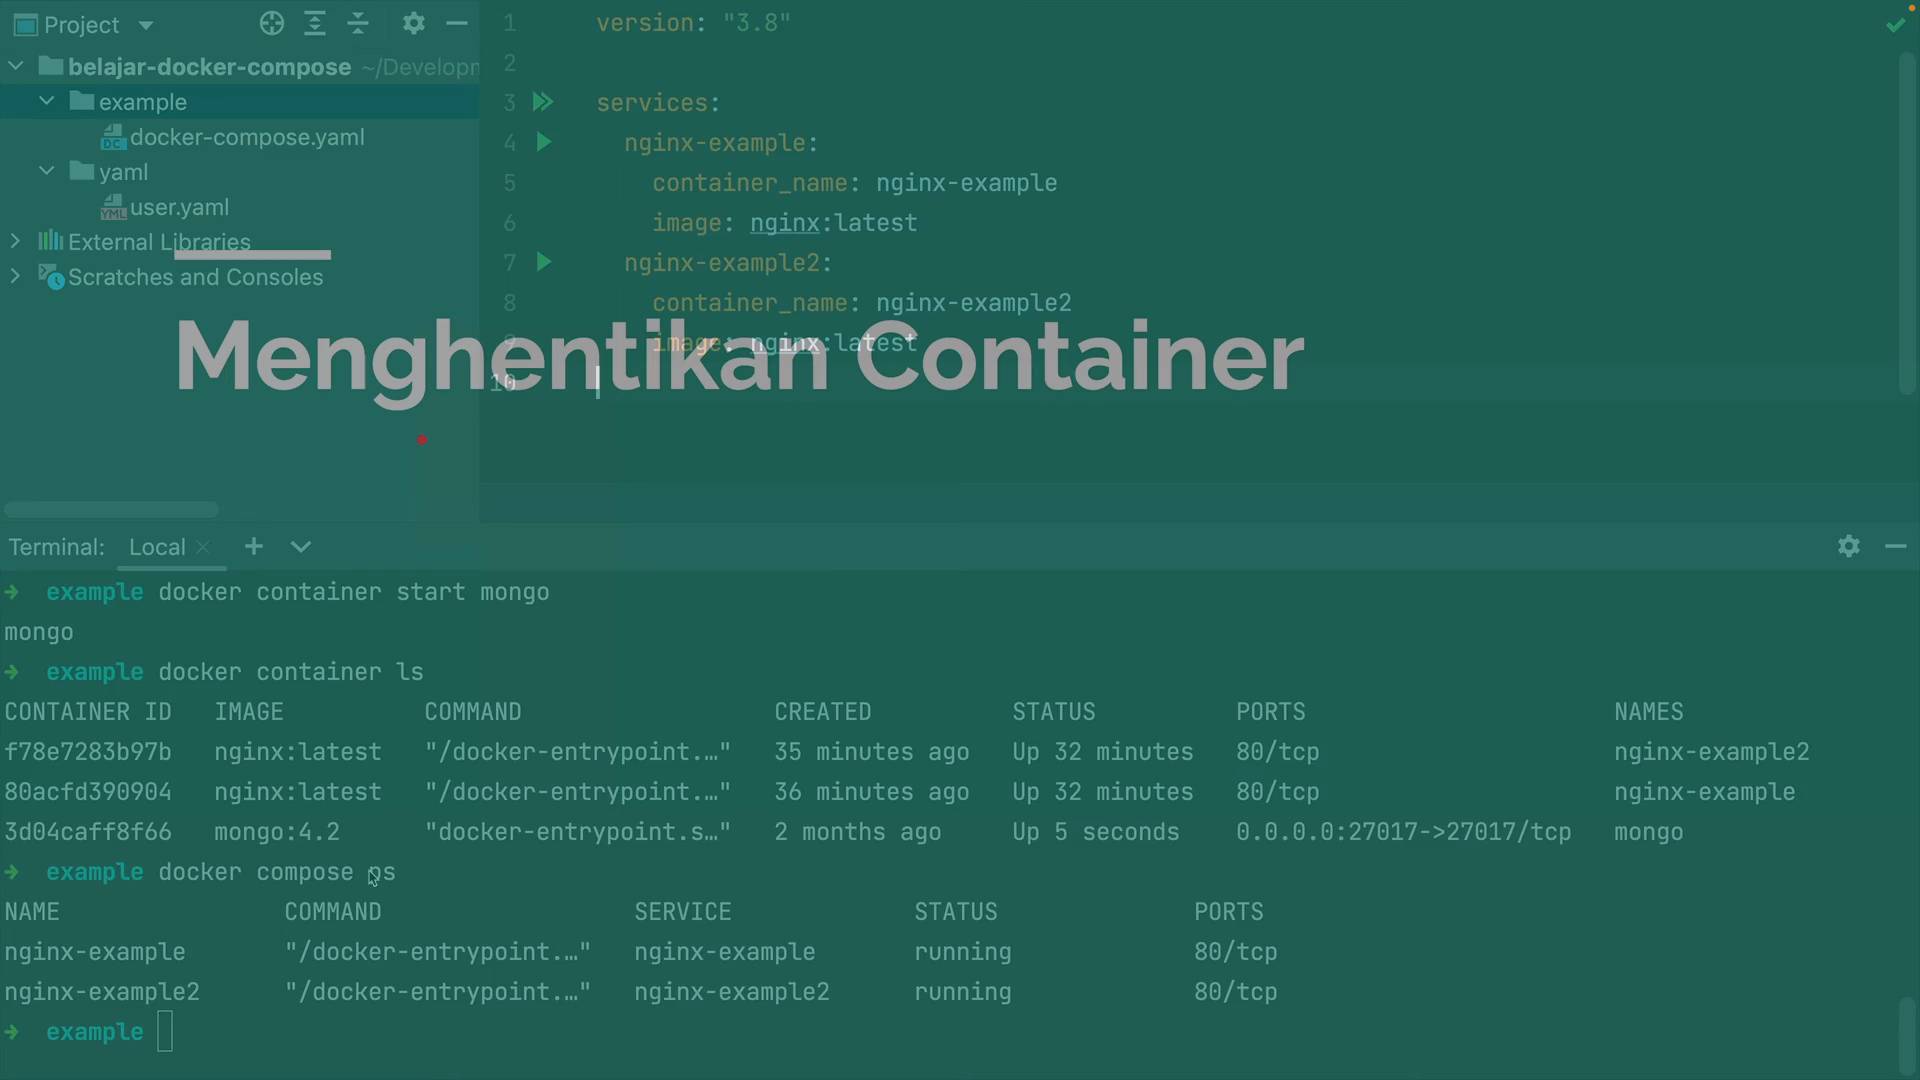 Project
belajar-docker-compose ~/Developm
example
docker-compose.yaml
yaml
user.yaml
External Libraries
Scratches and Consoles
1 version: "3.8"
2
3 services:
4 nginx-example:
5 container_name: nginx-example
6 image: nginx:latest
7 nginx-example2:
8 container_name: nginx-example2
9 image: nginx:latest
10
Menghentikan Container
Terminal: Local
example docker container start mongo
mongo
example docker container ls
CONTAINER ID IMAGE COMMAND CREATED STATUS PORTS NAMES
f78e7283b97b nginx:latest "/docker-entrypoint.…" 35 minutes ago Up 32 minutes 80/tcp nginx-example2
80acfd390904 nginx:latest "/docker-entrypoint.…" 36 minutes ago Up 32 minutes 80/tcp nginx-example
3d04caff8f66 mongo:4.2 "docker-entrypoint.s…" 2 months ago Up 5 seconds 0.0.0.0:27017->27017/tcp mongo
example docker compose ps
NAME COMMAND SERVICE STATUS PORTS
nginx-example "/docker-entrypoint.…" nginx-example running 80/tcp
nginx-example2 "/docker-entrypoint.…" nginx-example2 running 80/tcp
example